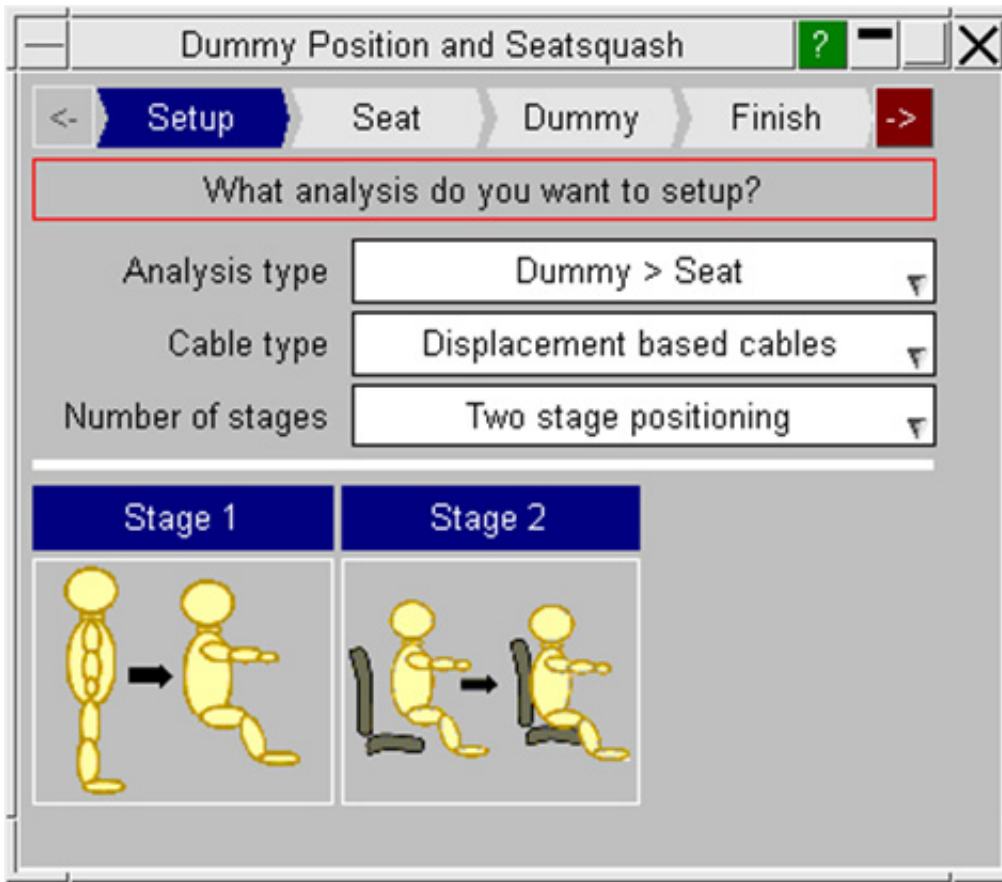 Dummy Position and Seatsquash ?
<- Setup Seat Dummy Finish ->
What analysis do you want to setup?
Analysis type Dummy > Seat
Cable type Displacement based cables
Number of stages Two stage positioning
Stage 1 Stage 2